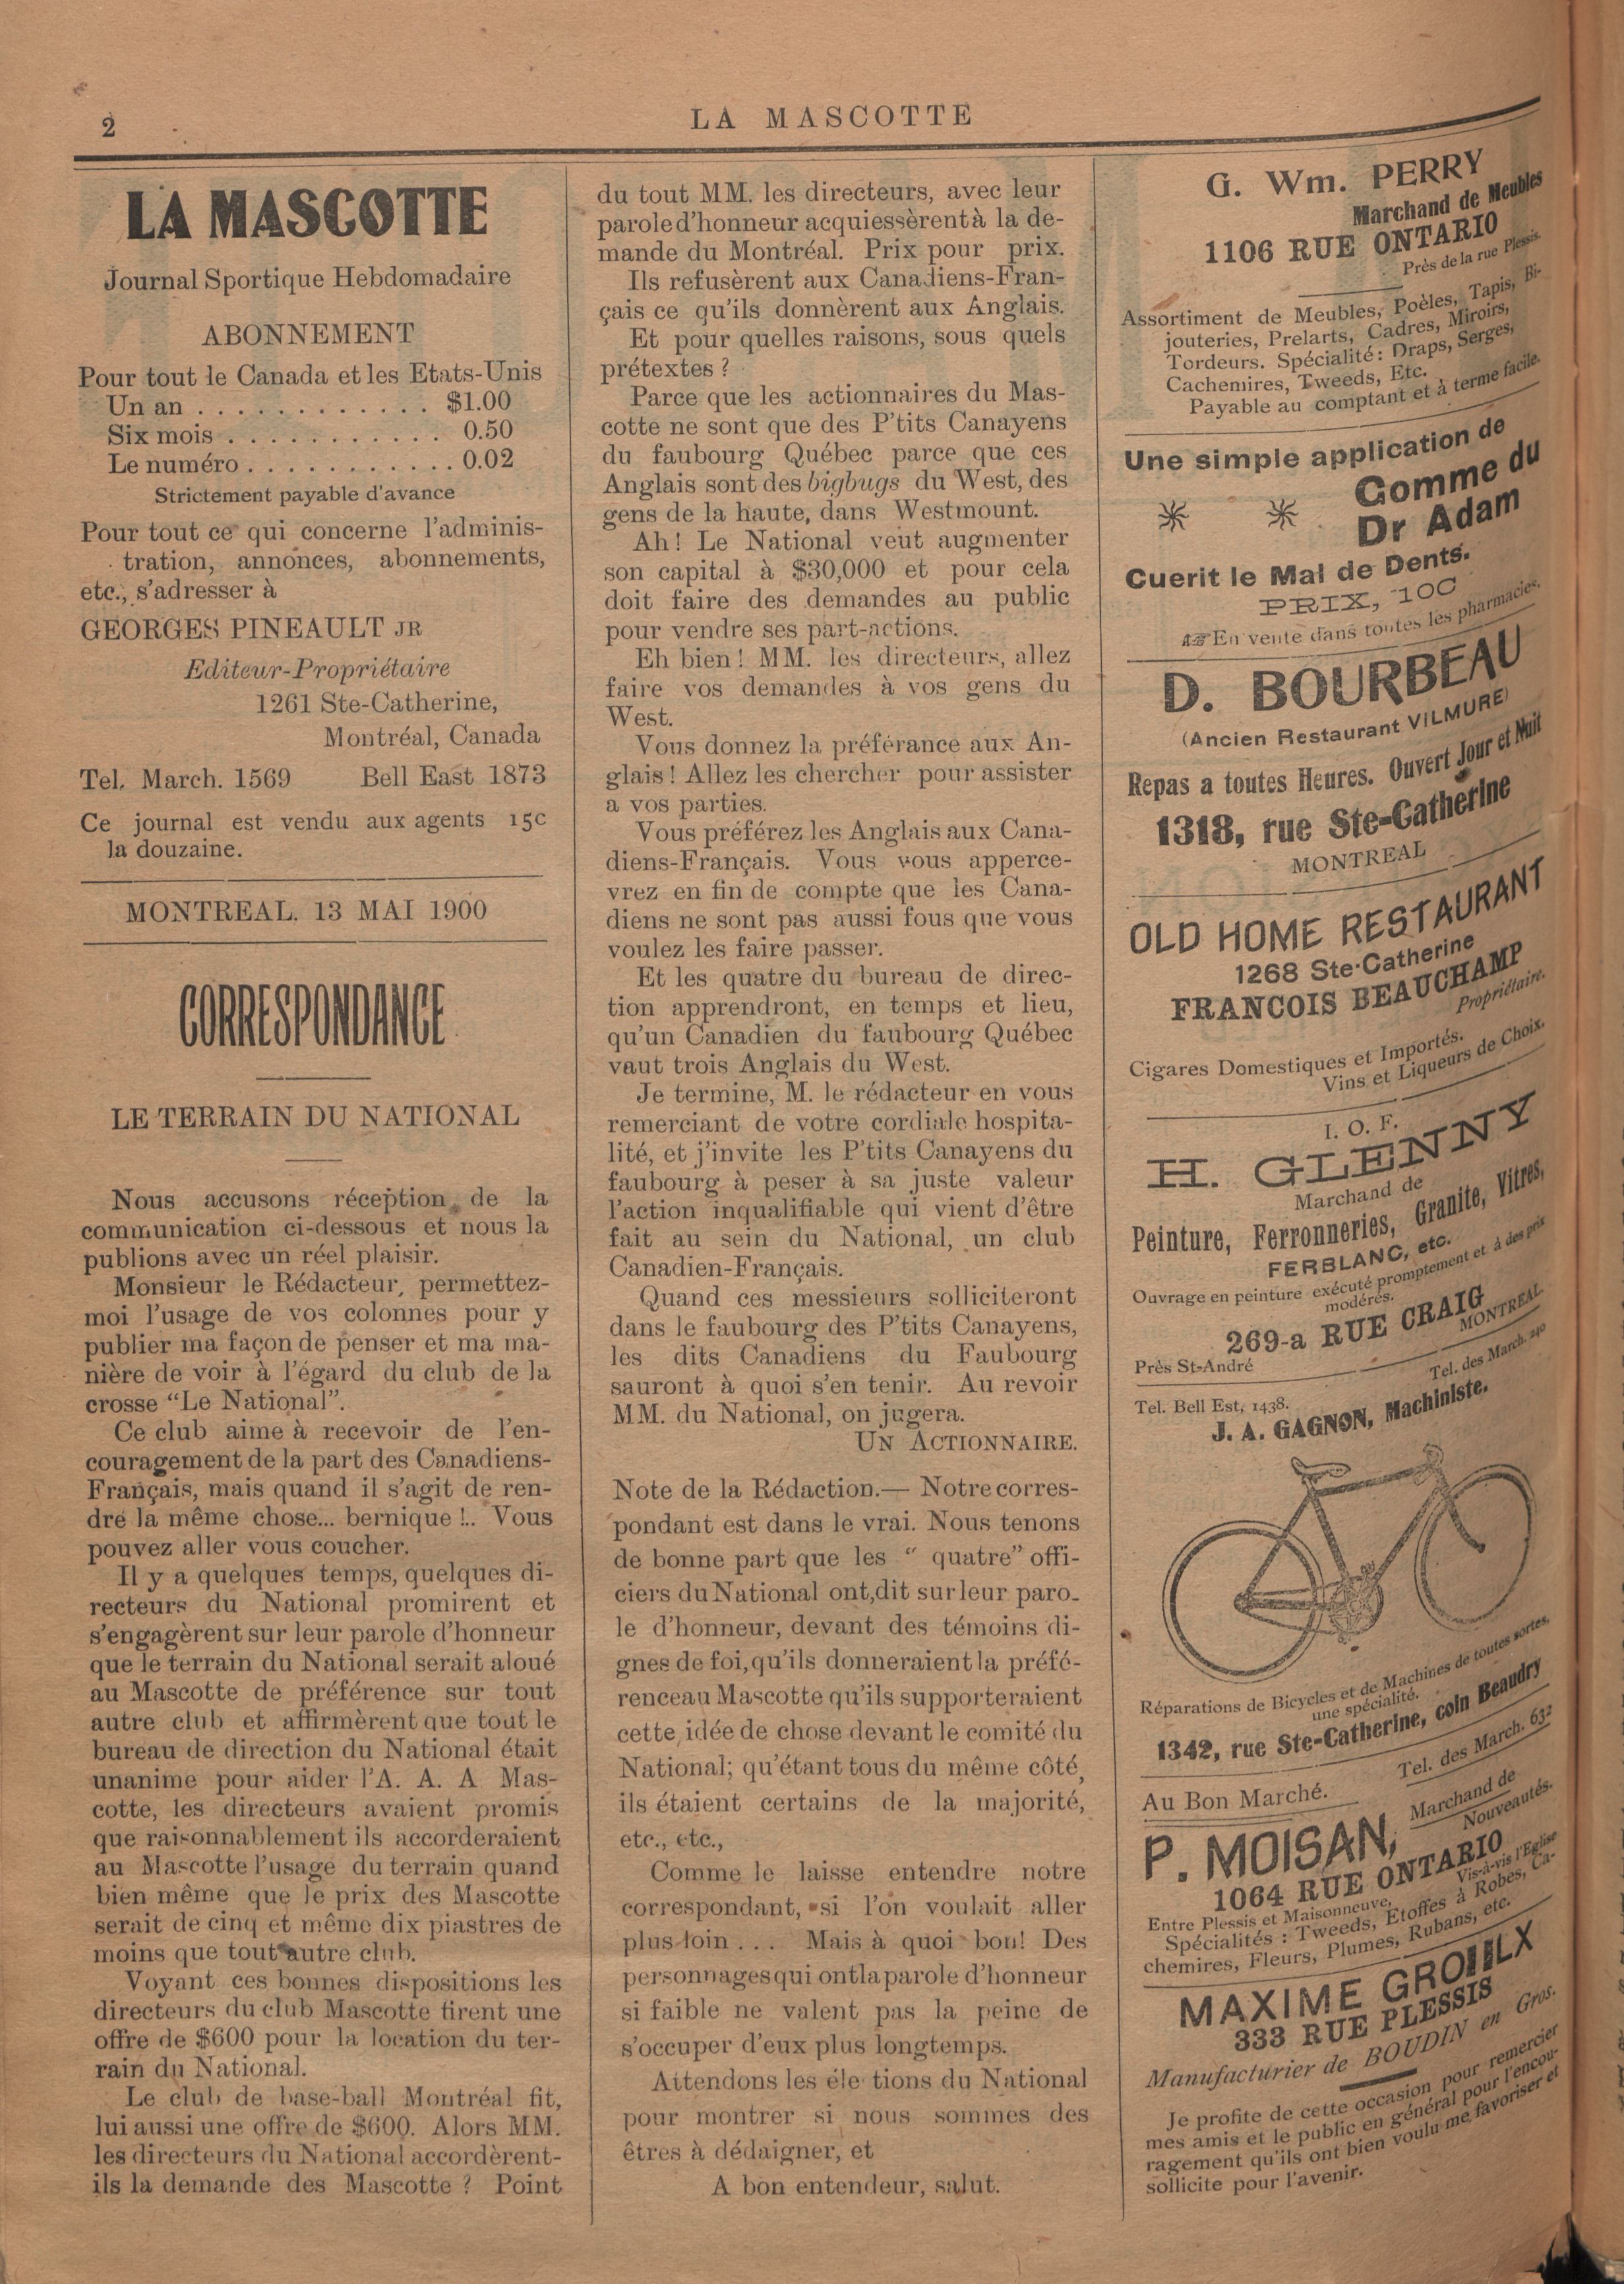 2
LA MASCOTTE
LA MASCOTTE
Journal Sportique Hebdomadaire
ABONNEMENT
Pour tout le Canada et les Etats-Unis
Un an . . . . . . . . . . . . $1.00
Six mois . . . . . . . . . . . 0.50
Le numéro . . . . . . . . . . . 0.02
Strictement payable d'avance
Pour tout ce qui concerne l'adminis-
tration, annonces, abonnements,
etc., s'adresser à
GEORGES PINEAULT JR
Editeur-Propriétaire
1261 Ste-Catherine,
Montréal, Canada
Tel. March. 1569 Bell East 1873
Ce journal est vendu aux agents 15c
la douzaine.
MONTREAL. 13 MAI 1900
CORRESPONDANCE
LE TERRAIN DU NATIONAL
Nous accusons réception de la
communication ci-dessous et nous la
publions avec un réel plaisir.
Monsieur le Rédacteur, permettez-
moi l'usage de vos colonnes pour y
publier ma façon de penser et ma ma-
nière de voir à l'égard du club de la
crosse "Le National".
Ce club aime à recevoir de l'en-
couragement de la part des Canadiens-
Français, mais quand il s'agit de ren-
dre la même chose... bernique !.. Vous
pouvez aller vous coucher.
Il y a quelques temps, quelques di-
recteurs du National promirent et
s'engagèrent sur leur parole d'honneur
que le terrain du National serait aloué
au Mascotte de préférence sur tout
autre club et affirmèrent que tout le
bureau de direction du National était
unanime pour aider l'A. A. A Mas-
cotte, les directeurs avaient promis
que raisonnablement ils accorderaient
au Mascotte l'usage du terrain quand
bien même que le prix des Mascotte
serait de cinq et même dix piastres de
moins que tout autre club.
Voyant ces bonnes dispositions les
directeurs du club Mascotte firent une
offre de $600 pour la location du ter-
rain du National.
Le club de base-ball Montréal fit,
lui aussi une offre de $600. Alors MM.
les directeurs du National accordèrent-
ils la demande des Mascotte ? Point
du tout MM. les directeurs, avec leur
parole d'honneur acquiessèrent à la de-
mande du Montréal. Prix pour prix.
Ils refusèrent aux Canadiens-Fran-
çais ce qu'ils donnèrent aux Anglais.
Et pour quelles raisons, sous quels
prétextes ?
Parce que les actionnaires du Mas-
cotte ne sont que des P'tits Canayens
du faubourg Québec parce que ces
Anglais sont des bigbugs du West, des
gens de la haute, dans Westmount.
Ah ! Le National veut augmenter
son capital à $30,000 et pour cela
doit faire des demandes au public
pour vendre ses part-actions.
Eh bien ! MM. les directeurs, allez
faire vos demandes à vos gens du
West.
Vous donnez la préférance aux An-
glais ! Allez les chercher pour assister
a vos parties.
Vous préférez les Anglais aux Cana-
diens-Français. Vous vous apperce-
vrez en fin de compte que les Cana-
diens ne sont pas aussi fous que vous
voulez les faire passer.
Et les quatre du bureau de direc-
tion apprendront, en temps et lieu,
qu'un Canadien du faubourg Québec
vaut trois Anglais du West.
Je termine, M. le rédacteur en vous
remerciant de votre cordiale hospita-
lité, et j'invite les P'tits Canayens du
faubourg à peser à sa juste valeur
l'action inqualifiable qui vient d'être
fait au sein du National, un club
Canadien-Français.
Quand ces messieurs solliciteront
dans le faubourg des P'tits Canayens,
les dits Canadiens du Faubourg
sauront à quoi s'en tenir. Au revoir
MM. du National, on jugera.
UN ACTIONNAIRE.
Note de la Rédaction.— Notre corres-
pondant est dans le vrai. Nous tenons
de bonne part que les " quatre" offi-
ciers du National ont,dit sur leur paro-
le d'honneur, devant des témoins di-
gnes de foi, qu'ils donneraient la préfé-
rence au Mascotte qu'ils supporteraient
cette idée de chose devant le comité du
National; qu'étant tous du même côté,
ils étaient certains de la majorité,
etc., etc.,
Comme le laisse entendre notre
correspondant, si l'on voulait aller
plus loin . . . Mais à quoi bon! Des
personnages qui ont la parole d'honneur
si faible ne valent pas la peine de
s'occuper d'eux plus longtemps.
Attendons les éle tions du National
pour montrer si nous sommes des
êtres à dédaigner, et
A bon entendeur, salut.
G. Wm. PERRY
Marchand de Meubles
1106 RUE ONTARIO
Près de la rue Plessis.
Assortiment de Meubles, Poèles, Tapis, Bi-
jouteries, Prelarts, Cadres, Miroirs,
Tordeurs. Spécialité : Draps, Serges,
Cachemires, Tweeds, Etc.
Payable au comptant et à terme facile.
Une simple application de
Gomme du
Dr Adam
Cuerit le Mal de Dents.
PRIX, 10C
En vente dans toutes les pharmacies.
D. BOURBEAU
(Ancien Restaurant VILMURE)
Repas a toutes Heures. Ouvert Jour et Nuit
1318, rue Ste-Catherine
MONTREAL
OLD HOME RESTAURANT
1268 Ste-Catherine
FRANCOIS BEAUCHAMP
Propriétaire.
Cigares Domestiques et Importés.
Vins et Liqueurs de Choix.
I. O. F.
H. GLENNY
Marchand de
Peinture, Ferronneries, Granite, Vitres,
FERBLANC, etc.
Ouvrage en peinture exécuté promptement et à des prix
modérés.
269-a RUE CRAIG
MONTREAL
Près St-André
Tel. des March. 240
Tel. Bell Est, 1438.
J. A. GAGNON, Machiniste.
Réparations de Bicycles et de Machines de toutes sortes,
une spécialité.
1342, rue Ste-Catherine, coin Beaudry
Tel. des March. 632
Au Bon Marché.
P. MOISAN, Marchand de
Nouveautés.
1064 RUE ONTARIO
Vis-à-vis l'Eglise
Entre Plessis et Maisonneuve,
Spécialités : Tweeds, Etoffes à Robes, Ca-
chemires, Fleurs, Plumes, Rubans, etc.
MAXIME GROULX
333 RUE PLESSIS
Manufacturier de BOUDIN en Gros.
Je profite de cette occasion pour remercier
mes amis et le public en général pour l'encou-
ragement qu'ils ont bien voulu me favoriser et
sollicite pour l'avenir.